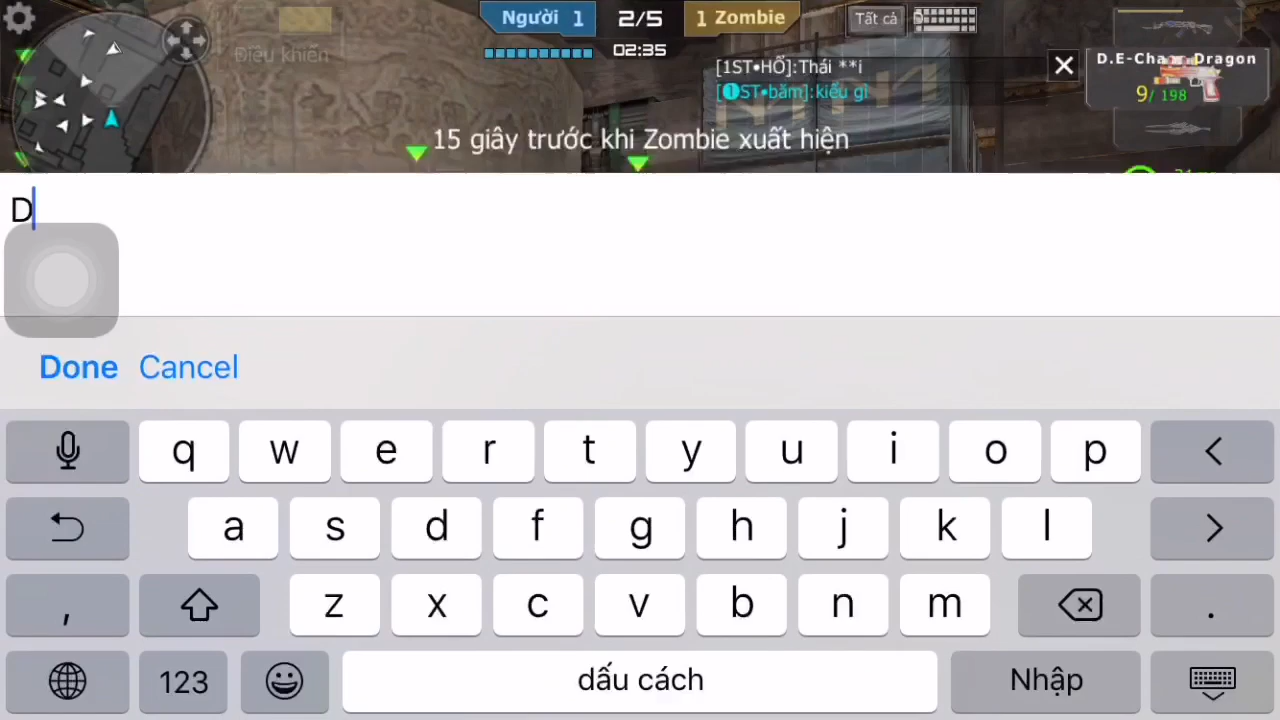 Người 1 2/5 1 Zombie Tất cả D
Điều khiển 02:35
[1ST•HỔ]:Thái **i
[1ST•băm]:kiểu gì
D.E-Chaos Dragon
9/ 198
15 giây trước khi Zombie xuất hiện
D
Done Cancel
q w e r t y u i o p <
a s d f g h j k l >
, z x c v b n m .
123 dấu cách Nhập